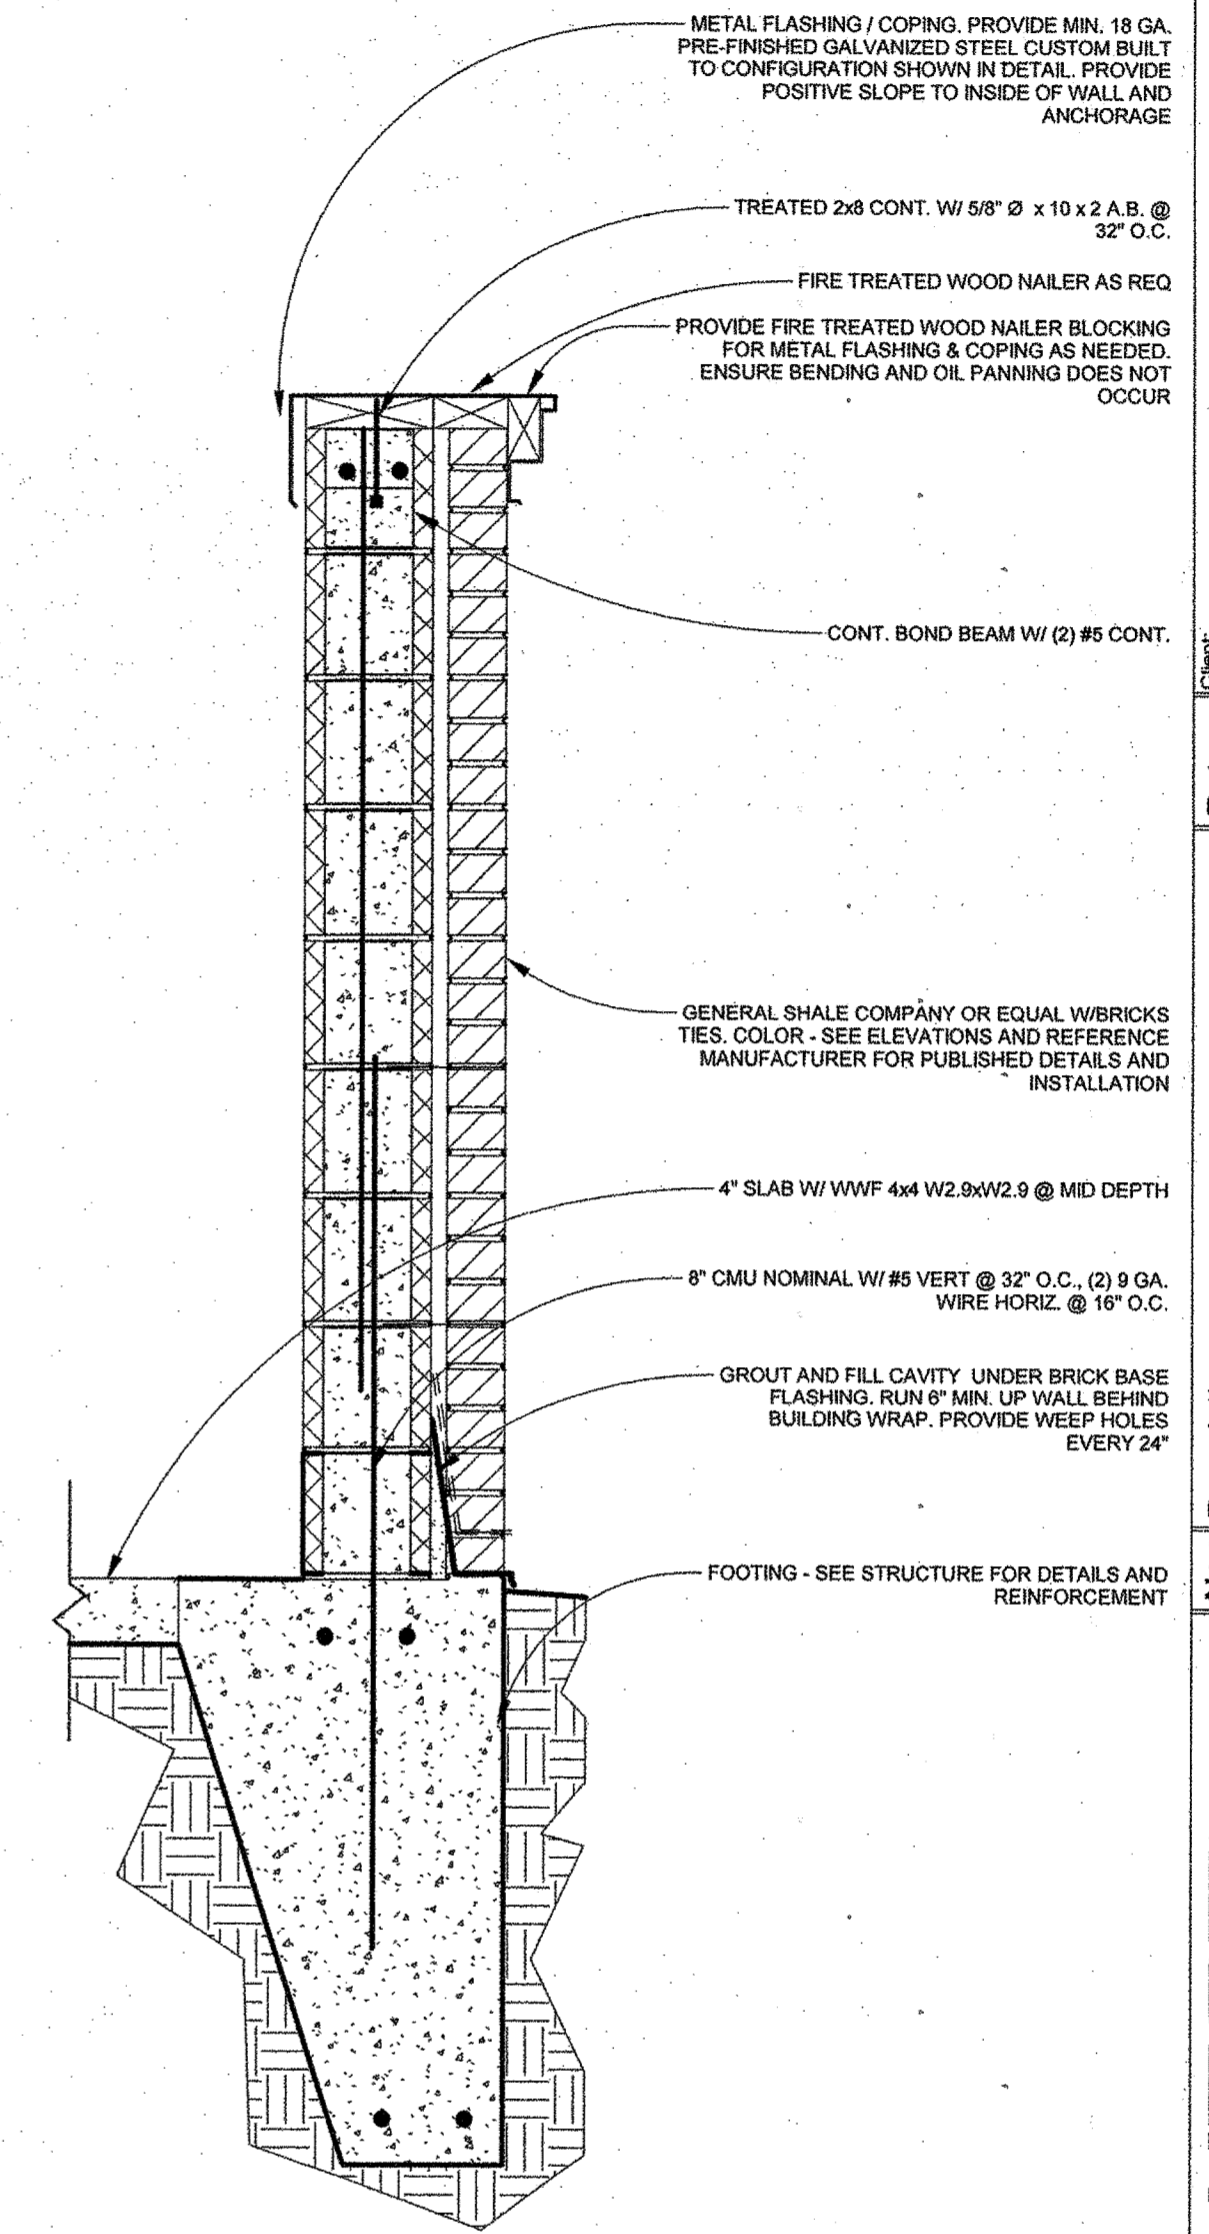 METAL FLASHING / COPING. PROVIDE MIN. 18 GA.
PRE-FINISHED GALVANIZED STEEL CUSTOM BUILT
TO CONFIGURATION SHOWN IN DETAIL. PROVIDE
POSITIVE SLOPE TO INSIDE OF WALL AND
ANCHORAGE
TREATED 2x8 CONT. W/ 5/8" Ø x 10 x 2 A.B. @
32" O.C.
FIRE TREATED WOOD NAILER AS REQ
PROVIDE FIRE TREATED WOOD NAILER BLOCKING
FOR METAL FLASHING & COPING AS NEEDED.
ENSURE BENDING AND OIL PANNING DOES NOT
OCCUR
CONT. BOND BEAM W/ (2) #5 CONT.
Client:
GENERAL SHALE COMPANY OR EQUAL W/BRICKS
TIES. COLOR - SEE ELEVATIONS AND REFERENCE
MANUFACTURER FOR PUBLISHED DETAILS AND
INSTALLATION
4" SLAB W/ WWF 4x4 W2.9xW2.9 @ MID DEPTH
8" CMU NOMINAL W/ #5 VERT @ 32" O.C., (2) 9 GA.
WIRE HORIZ. @ 16" O.C.
GROUT AND FILL CAVITY UNDER BRICK BASE
FLASHING. RUN 6" MIN. UP WALL BEHIND
BUILDING WRAP. PROVIDE WEEP HOLES
EVERY 24"
FOOTING - SEE STRUCTURE FOR DETAILS AND
REINFORCEMENT